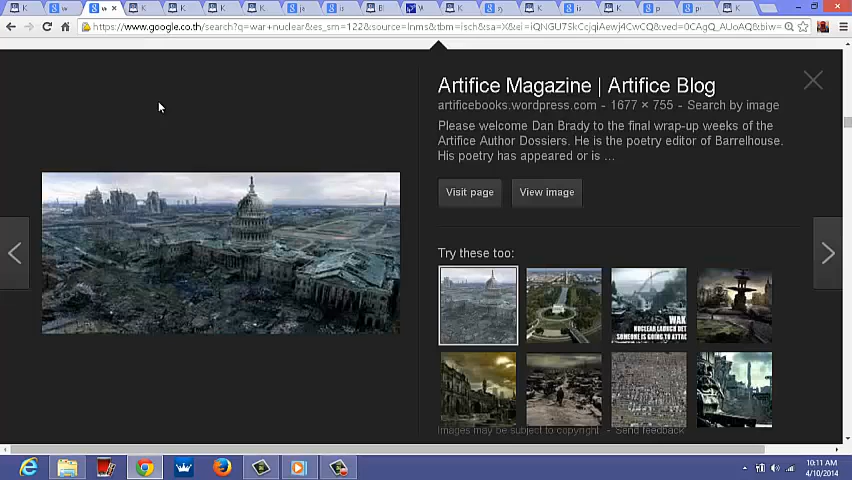 https://www.google.co.th/search?q=war+nuclear&es_sm=122&source=lnms&tbm=isch&sa=X&ei=iQNGU7SkCcjqiAewj4CwDg&ved=0CAgQ_AUoAQ&biw=
Artifice Magazine | Artifice Blog
artificebooks.wordpress.com - 1677 × 755 - Search by image
Please welcome Dan Brady to the final wrap-up weeks of the
Artifice Author Dossiers. He is the poetry editor of Barrelhouse.
His poetry has appeared or is ...
Visit page
View image
Try these too:
NUCLEAR LAUNCH DET
SOMEONE IS GOING TO ATTAC
Images may be subject to copyright. - Send feedback
10:11 AM
4/10/2014